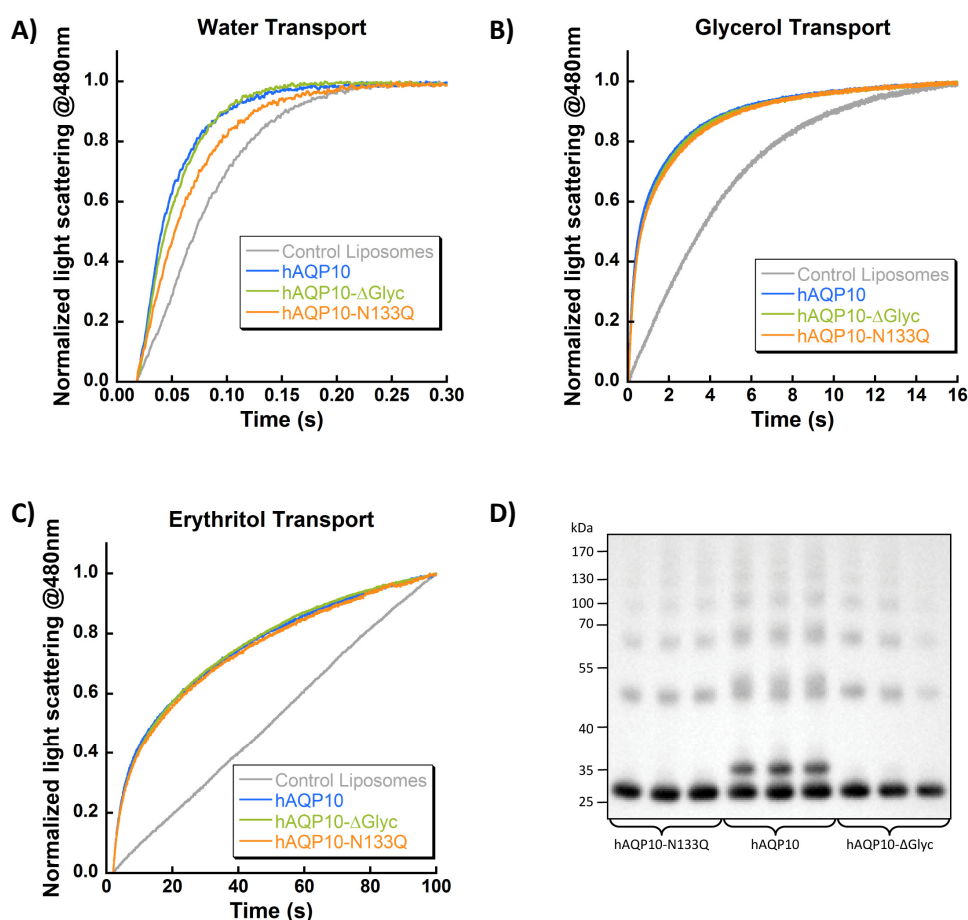 A)
Water Transport
Normalized light scattering @480nm
1.0
0.8
0.6
0.4
0.2
0.0
0.00 0.05 0.10 0.15 0.20 0.25 0.30
Time (s)
Control Liposomes
hAQP10
hAQP10-ΔGlyc
hAQP10-N133Q
B)
Glycerol Transport
Normalized light scattering @480nm
1.0
0.8
0.6
0.4
0.2
0.0
0 2 4 6 8 10 12 14 16
Time (s)
Control Liposomes
hAQP10
hAQP10-ΔGlyc
hAQP10-N133Q
C)
Erythritol Transport
Normalized light scattering @480nm
1.0
0.8
0.6
0.4
0.2
0.0
0 20 40 60 80 100
Time (s)
Control Liposomes
hAQP10
hAQP10-ΔGlyc
hAQP10-N133Q
D)
kDa
170
130
100
70
55
40
35
25
hAQP10-N133Q hAQP10 hAQP10-ΔGlyc